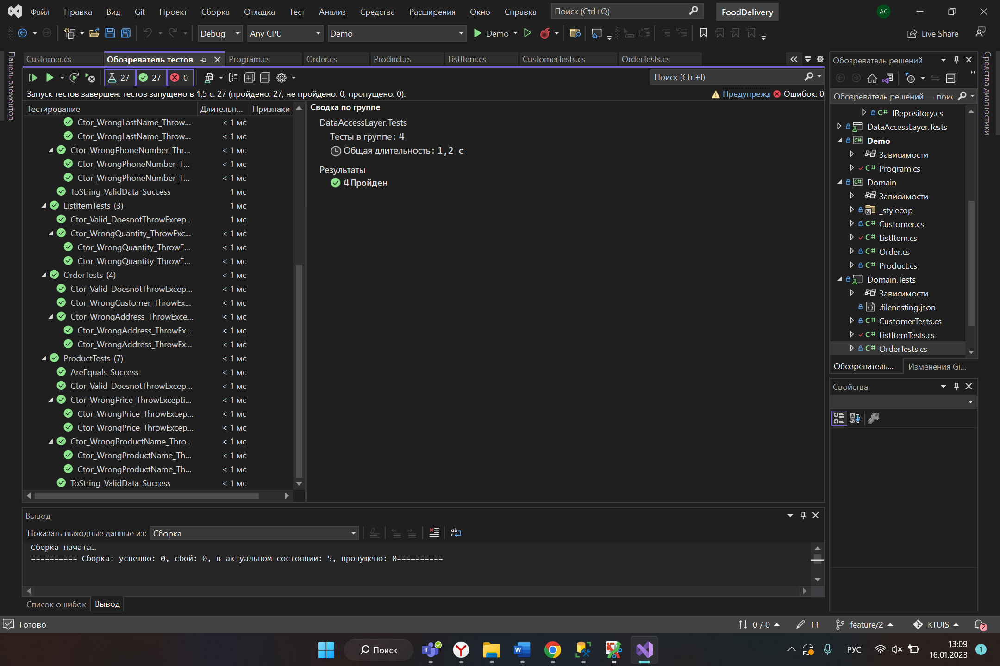 Файл Правка Вид Git Проект Сборка Отладка Тест Анализ Средства Расширения Окно Справка Поиск (Ctrl+Q) FoodDelivery AC
Debug Any CPU Demo Demo Live Share
Панель элементов
Customer.cs Обозреватель тестов Program.cs Order.cs Product.cs ListItem.cs CustomerTests.cs OrderTests.cs
27 27 0 Поиск (Ctrl+I)
Запуск тестов завершен: тестов запущено в 1,5 с: 27 (пройдено: 27, не пройдено: 0, пропущено: 0). Предупрежд Ошибок: 0
Тестирование Длительн... Признаки
Ctor_WrongLastName_Throw... < 1 мс
Ctor_WrongLastName_Throw... < 1 мс
Ctor_WrongPhoneNumber_Thr... < 1 мс
Ctor_WrongPhoneNumber_T... < 1 мс
Ctor_WrongPhoneNumber_T... < 1 мс
ToString_ValidData_Success 1 мс
ListItemTests (3) 1 мс
Ctor_Valid_DoesnotThrowExcep... 1 мс
Ctor_WrongQuantity_ThrowExc... < 1 мс
Ctor_WrongQuantity_ThrowE... < 1 мс
Ctor_WrongQuantity_ThrowE... < 1 мс
OrderTests (4) < 1 мс
Ctor_Valid_DoesnotThrowExcep... < 1 мс
Ctor_WrongCustomer_ThrowEx... < 1 мс
Ctor_WrongAddress_ThrowExce... < 1 мс
Ctor_WrongAddress_ThrowEx... < 1 мс
Ctor_WrongAddress_ThrowEx... < 1 мс
ProductTests (7) < 1 мс
AreEquals_Success < 1 мс
Ctor_Valid_DoesnotThrowExcep... < 1 мс
Ctor_WrongPrice_ThrowExcepti... < 1 мс
Ctor_WrongPrice_ThrowExcep... < 1 мс
Ctor_WrongPrice_ThrowExcep... < 1 мс
Ctor_WrongProductName_Thro... < 1 мс
Ctor_WrongProductName_Th... < 1 мс
Ctor_WrongProductName_Th... < 1 мс
ToString_ValidData_Success < 1 мс
Сводка по группе
DataAccessLayer.Tests
Тесты в группе: 4
Общая длительность: 1,2 с
Результаты
4 Пройден
Обозреватель решений
Обозреватель решений — поис
IRepository.cs
DataAccessLayer.Tests
Demo
Зависимости
Program.cs
Domain
Зависимости
_stylecop
Customer.cs
ListItem.cs
Order.cs
Product.cs
Domain.Tests
Зависимости
.filenesting.json
CustomerTests.cs
ListItemTests.cs
OrderTests.cs
Обозреватель... Изменения Gi...
Свойства
Средства диагностики
Вывод
Показать выходные данные из: Сборка
Сборка начата…
========== Сборка: успешно: 0, сбой: 0, в актуальном состоянии: 5, пропущено: 0==========
Список ошибок Вывод
Готово 0 / 0 11 feature/2 KTUIS 2
Поиск РУС 13:09 1
16.01.2023